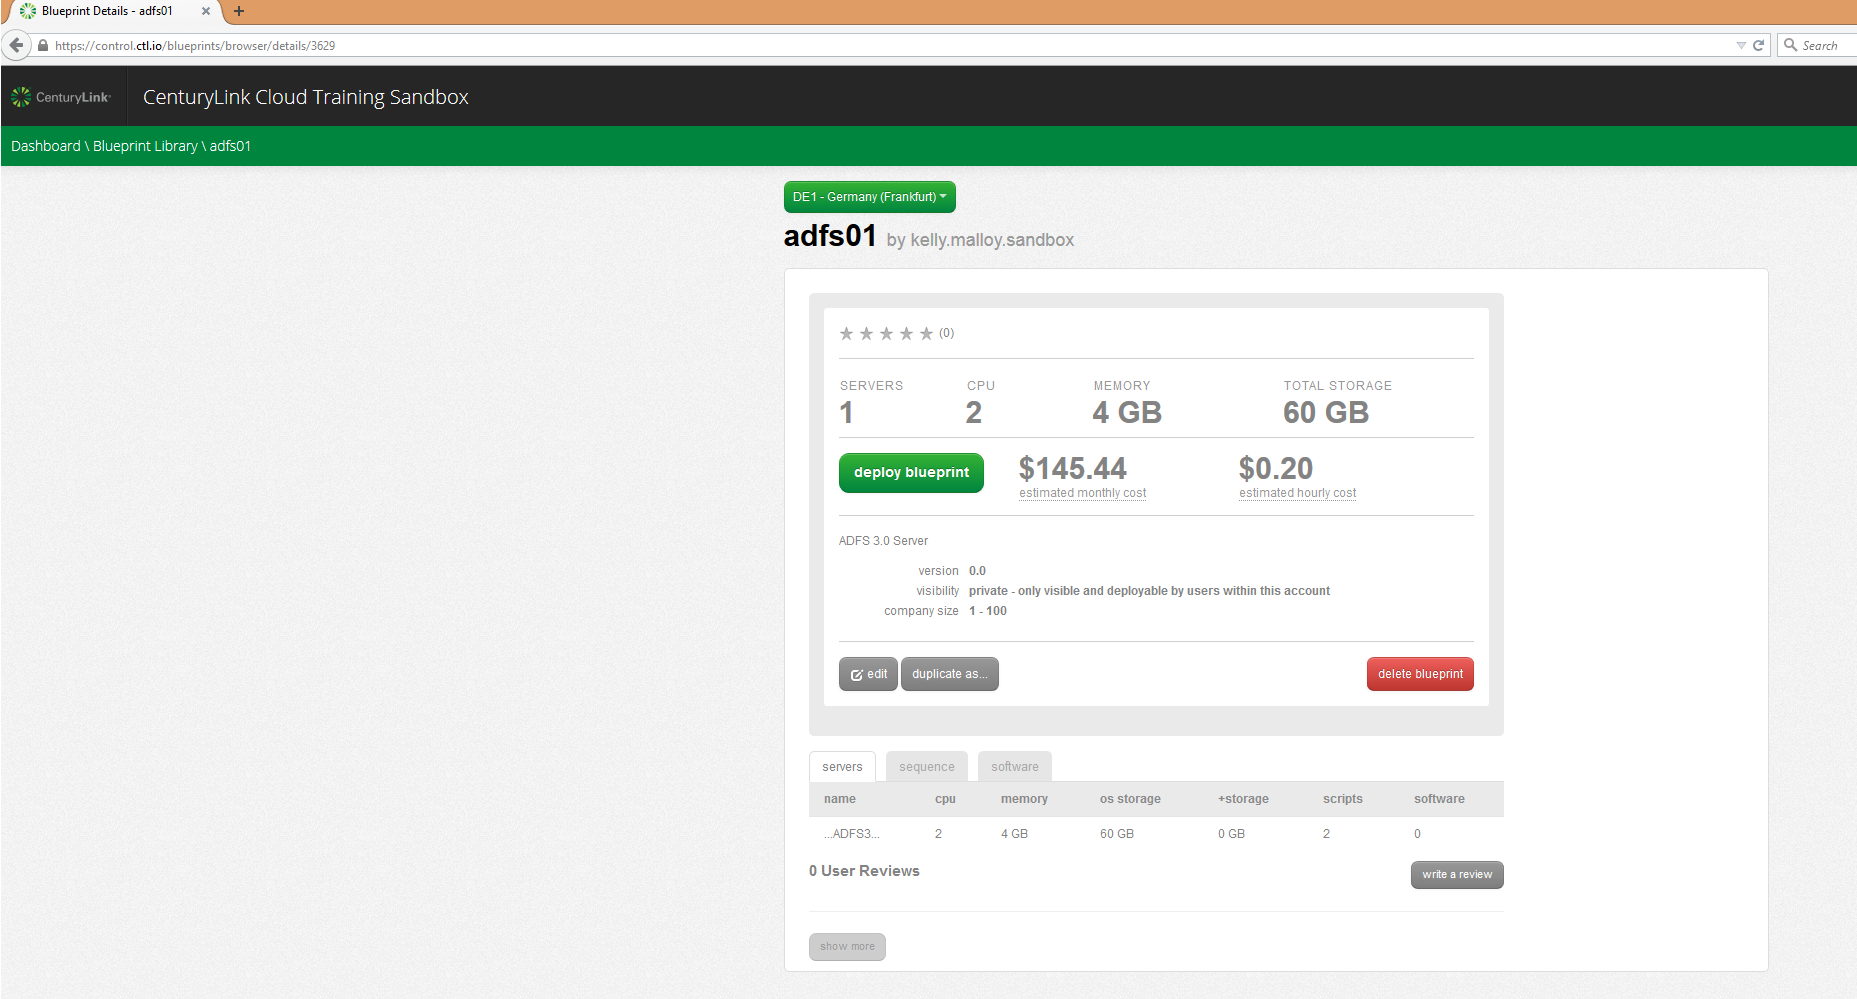 Blueprint Details - adfs01
https://control.ctl.io/blueprints/browser/details/3629
Search
CenturyLink
CenturyLink Cloud Training Sandbox
Dashboard \ Blueprint Library \ adfs01
DE1 - Germany (Frankfurt)
adfs01 by kelly.malloy.sandbox
(0)
SERVERS CPU MEMORY TOTAL STORAGE
1 2 4 GB 60 GB
deploy blueprint $145.44 $0.20
estimated monthly cost estimated hourly cost
ADFS 3.0 Server
version 0.0
visibility private - only visible and deployable by users within this account
company size 1 - 100
edit duplicate as... delete blueprint
servers sequence software
name cpu memory os storage +storage scripts software
...ADFS3... 2 4 GB 60 GB 0 GB 2 0
0 User Reviews write a review
show more